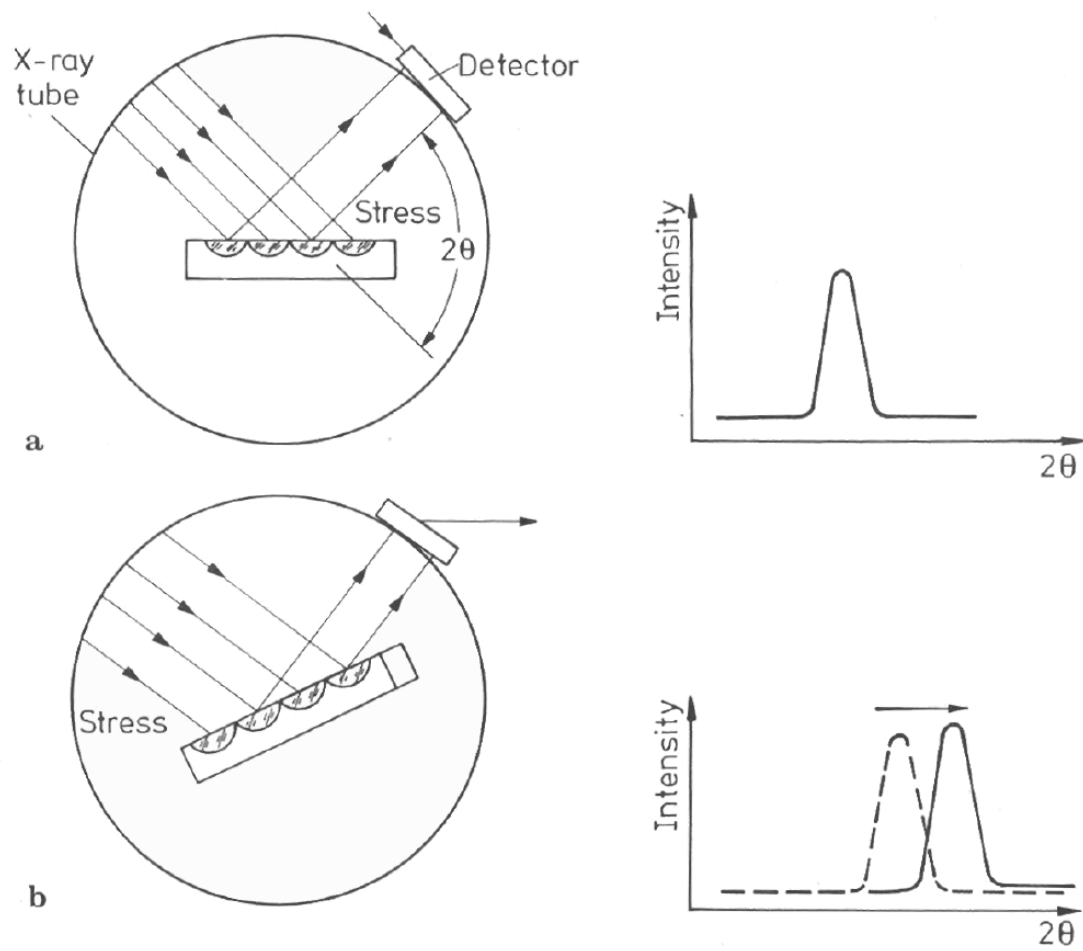 X-ray
tube
Detector
Stress
2θ
Intensity
2θ
a
Stress
Intensity
2θ
b